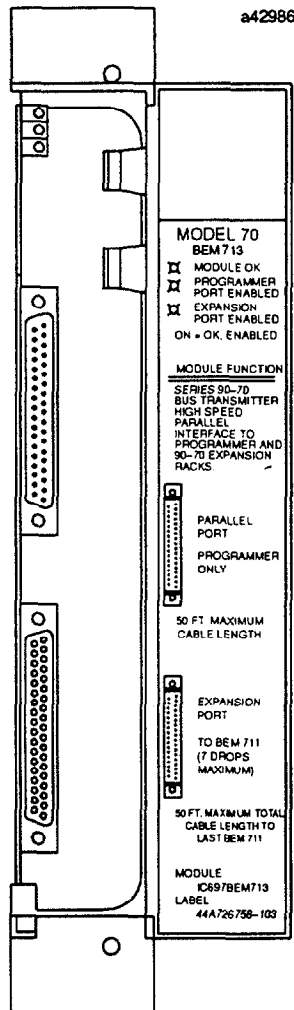 a42986
MODEL 70
BEM713
MODULE OK
PROGRAMMER
PORT ENABLED
EXPANSION
PORT ENABLED
ON = OK, ENABLED
MODULE FUNCTION
SERIES 90-70
BUS TRANSMITTER
HIGH SPEED
PARALLEL
INTERFACE TO
PROGRAMMER AND
90-70 EXPANSION
RACKS.
PARALLEL
PORT
PROGRAMMER
ONLY
50 FT. MAXIMUM
CABLE LENGTH
EXPANSION
PORT
TO BEM 711
(7 DROPS
MAXIMUM)
50 FT. MAXIMUM TOTAL
CABLE LENGTH TO
LAST BEM 711
MODULE
IC697BEM713
LABEL
44A726758-103